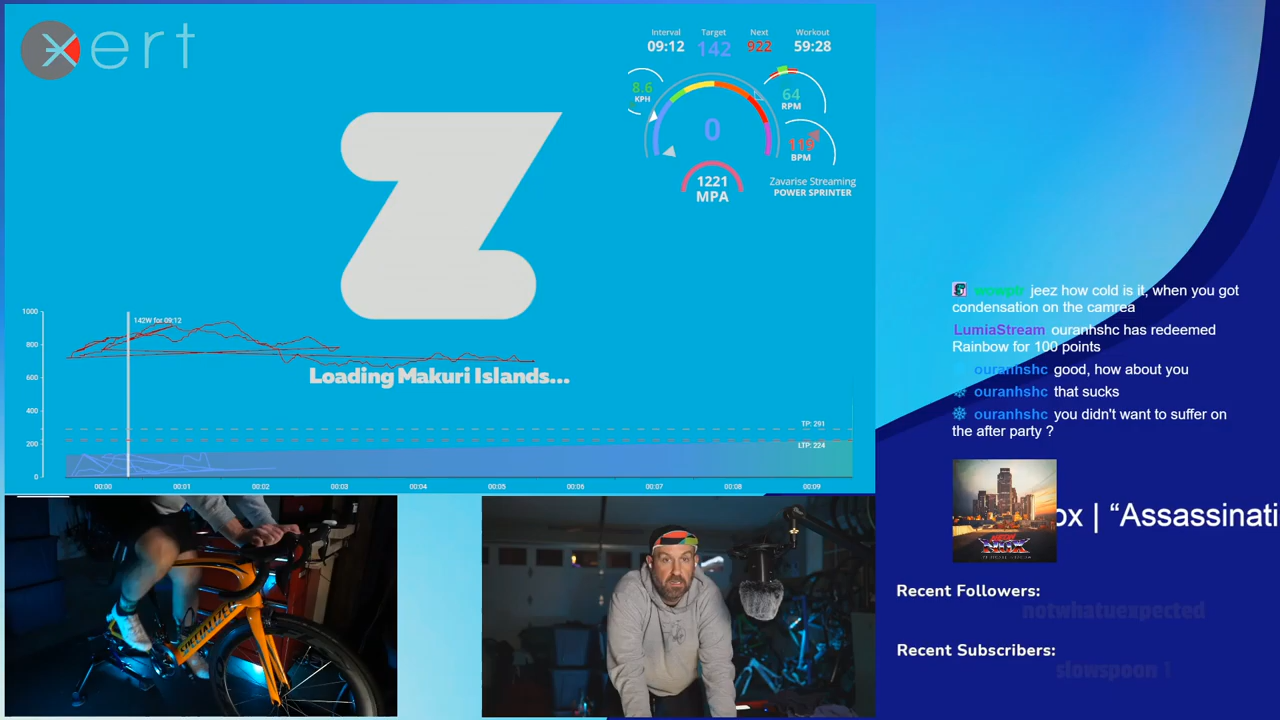 xert
Interval Target Next Workout
09:12 142 922 59:28
8.6
KPH
64
RPM
0
119
BPM
1221
MPA
Zavarise Streaming
POWER SPRINTER
1000
142W for 09:12
800
600
Loading Makuri Islands...
400
TP: 291
200
LTP: 224
0
00:00 00:01 00:02 00:03 00:04 00:05 00:06 00:07 00:08 00:09
SPECIALIZED
jeez how cold is it, when you got
condensation on the camrea
LumiaStream ouranhshc has redeemed
Rainbow for 100 points
ouranhshc good, how about you
ouranhshc that sucks
ouranhshc you didn't want to suffer on
the after party ?
ox | “Assassinati
Recent Followers:
notwhatuexpected
Recent Subscribers:
slowspoon 1